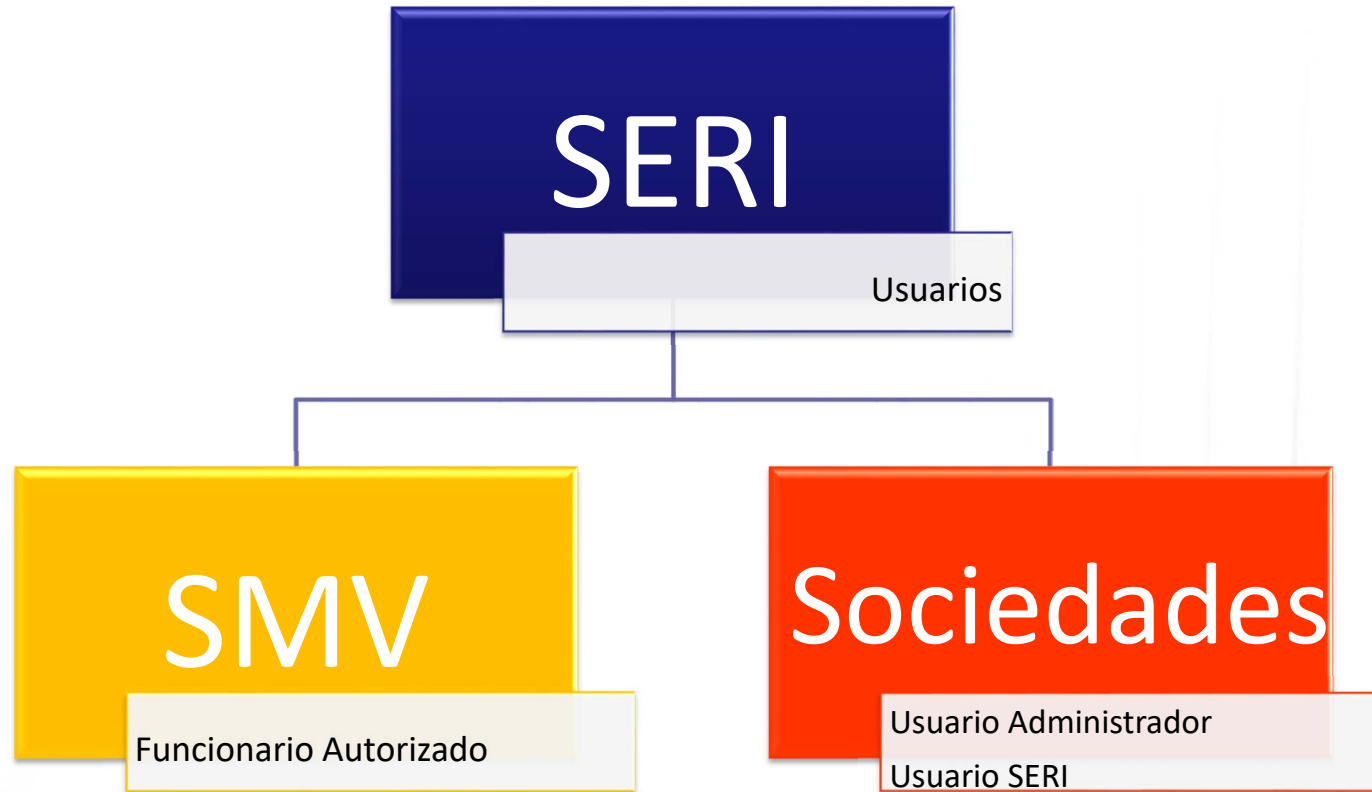 SERI
Usuarios
SMV
Funcionario Autorizado
Sociedades
Usuario Administrador
Usuario SERI